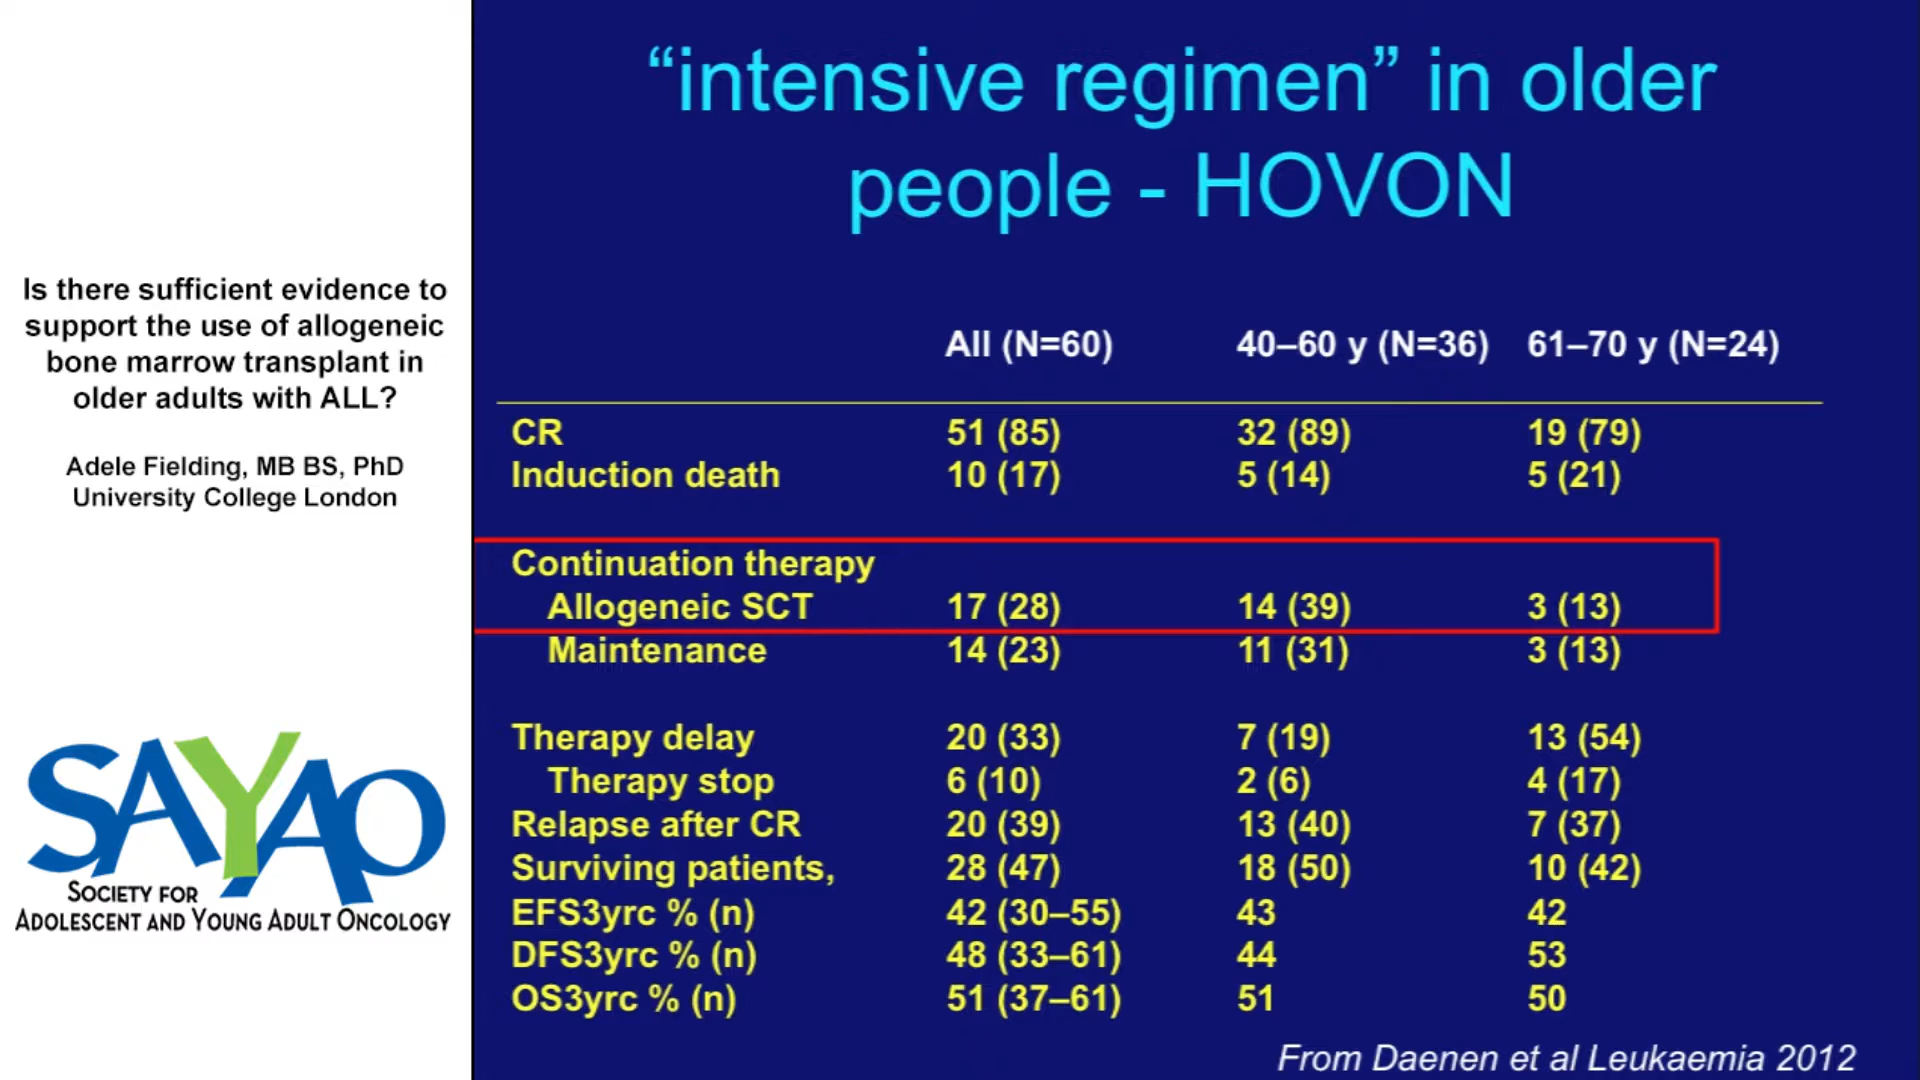 Is there sufficient evidence to
support the use of allogeneic
bone marrow transplant in
older adults with ALL?
Adele Fielding, MB BS, PhD
University College London
SAYAO
SOCIETY FOR
ADOLESCENT AND YOUNG ADULT ONCOLOGY
“intensive regimen” in older
people - HOVON
All (N=60) 40–60 y (N=36) 61–70 y (N=24)
CR 51 (85) 32 (89) 19 (79)
Induction death 10 (17) 5 (14) 5 (21)
Continuation therapy
Allogeneic SCT 17 (28) 14 (39) 3 (13)
Maintenance 14 (23) 11 (31) 3 (13)
Therapy delay 20 (33) 7 (19) 13 (54)
Therapy stop 6 (10) 2 (6) 4 (17)
Relapse after CR 20 (39) 13 (40) 7 (37)
Surviving patients, 28 (47) 18 (50) 10 (42)
EFS3yrc % (n) 42 (30–55) 43 42
DFS3yrc % (n) 48 (33–61) 44 53
OS3yrc % (n) 51 (37–61) 51 50
From Daenen et al Leukaemia 2012